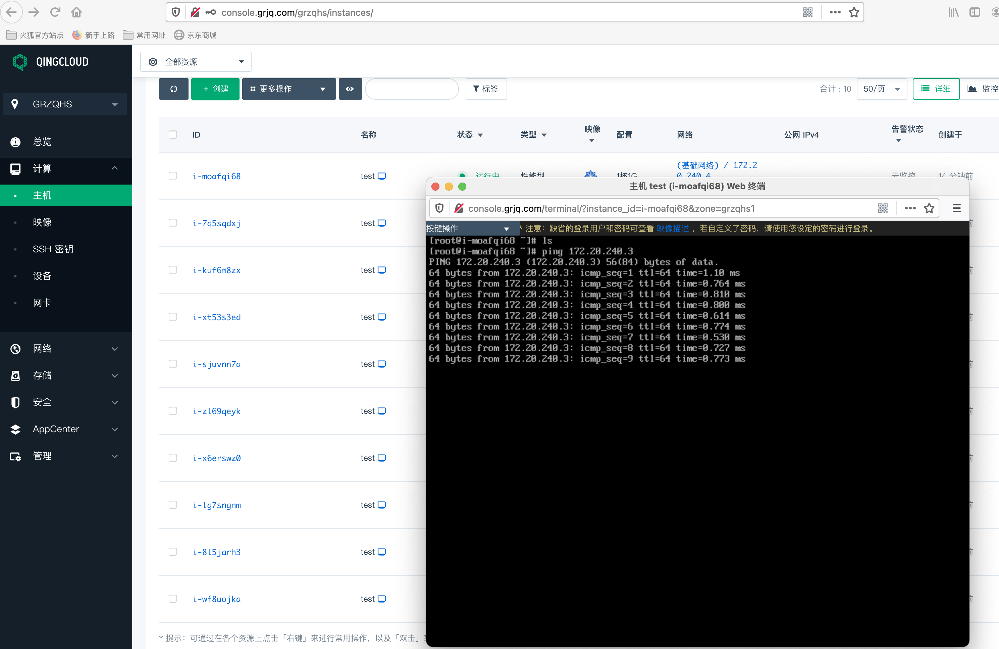 console.grjq.com/grzqhs/instances/
火狐官方站点 新手上路 常用网址 京东商城
QINGCLOUD
全部资源
GRZQHS
+ 创建 更多操作 标签 合计 : 10 50/页 详细 监控
总览
计算
主机
映像
SSH 密钥
设备
网卡
网络
存储
安全
AppCenter
管理
ID 名称 状态 类型 映像 配置 网络 公网 IPv4 告警状态 创建于
i-moafqi68 test 运行中 性能型 1核1G (基础网络) / 172.2
0.240.4 无监控 14 分钟前
i-7q5sqdxj test
i-kuf6m8zx test
i-xt53s3ed test
i-sjuvnn7a test
i-zl69qeyk test
i-x6erswz0 test
i-lg7sngnm test
i-8l5jarh3 test
i-wf8uojka test
* 提示：可通过在各个资源上点击「右键」来进行常用操作，以及「双击」
主机 test (i-moafqi68) Web 终端
console.grjq.com/terminal/?instance_id=i-moafqi68&zone=grzqhs1
按键操作 * 注意：缺省的登录用户和密码可查看 映像描述 ，若自定义了密码，请使用您设定的密码进行登录。
[root@i-moafqi68 ~]# ls
[root@i-moafqi68 ~]# ping 172.20.240.3
PING 172.20.240.3 (172.20.240.3) 56(84) bytes of data.
64 bytes from 172.20.240.3: icmp_seq=1 ttl=64 time=1.10 ms
64 bytes from 172.20.240.3: icmp_seq=2 ttl=64 time=0.764 ms
64 bytes from 172.20.240.3: icmp_seq=3 ttl=64 time=0.810 ms
64 bytes from 172.20.240.3: icmp_seq=4 ttl=64 time=0.800 ms
64 bytes from 172.20.240.3: icmp_seq=5 ttl=64 time=0.614 ms
64 bytes from 172.20.240.3: icmp_seq=6 ttl=64 time=0.774 ms
64 bytes from 172.20.240.3: icmp_seq=7 ttl=64 time=0.530 ms
64 bytes from 172.20.240.3: icmp_seq=8 ttl=64 time=0.727 ms
64 bytes from 172.20.240.3: icmp_seq=9 ttl=64 time=0.773 ms